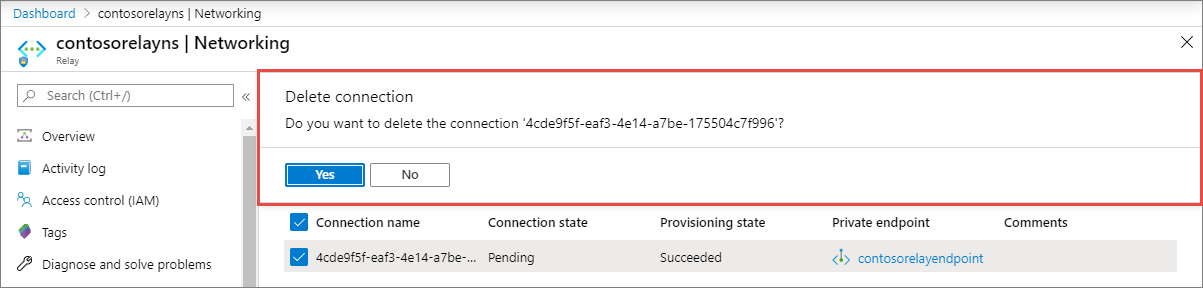 Dashboard > contosorelayns | Networking
contosorelayns | Networking
Relay
Search (Ctrl+/)
«
Overview
Activity log
Access control (IAM)
Tags
Diagnose and solve problems
Delete connection
Do you want to delete the connection '4cde9f5f-eaf3-4e14-a7be-175504c7f996'?
Yes No
Connection name Connection state Provisioning state Private endpoint Comments
4cde9f5f-eaf3-4e14-a7be-... Pending Succeeded contosorelayendpoint